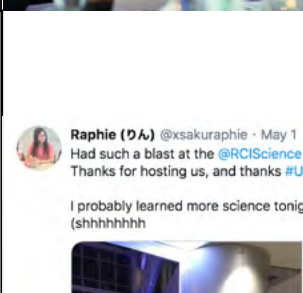 Raphie (りん) @xsakuraphie · May 1
Had such a blast at the @RCIScience
Thanks for hosting us, and thanks #U
I probably learned more science tonig
(shhhhhhhh